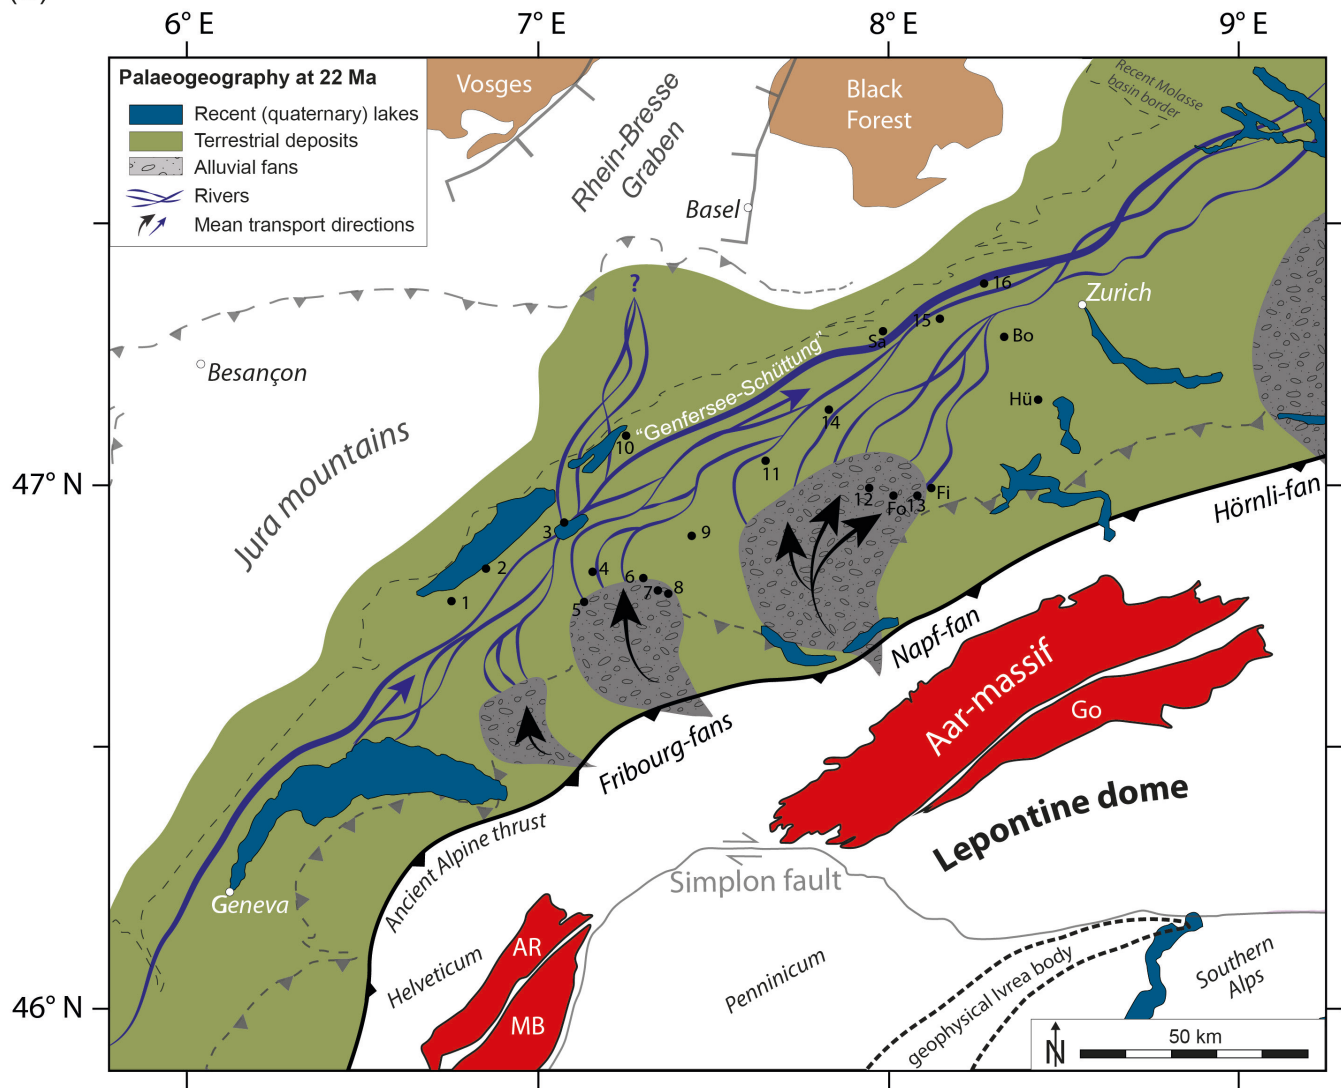 6° E
7° E
8° E
9° E
Palaeogeography at 22 Ma
Recent (quaternary) lakes
Terrestrial deposits
Alluvial fans
Rivers
Mean transport directions
Vosges
Rhein-Bresse
Graben
Black
Forest
Recent Molasse
basin border
Basel
?
Besançon
Jura mountains
"Genfersee-Schüttung"
Zurich
16
15
Sa
Bo
Hü
14
10
11
12
Fo
13
Fi
47° N
3
9
2
1
4
6
7
8
5
Hörnli-fan
Napf-fan
Fribourg-fans
Aar-massif
Go
Lepontine dome
Ancient Alpine thrust
Simplon fault
Geneva
Helveticum
AR
MB
Penninicum
geophysical Ivrea body
Southern
Alps
46° N
N
50 km